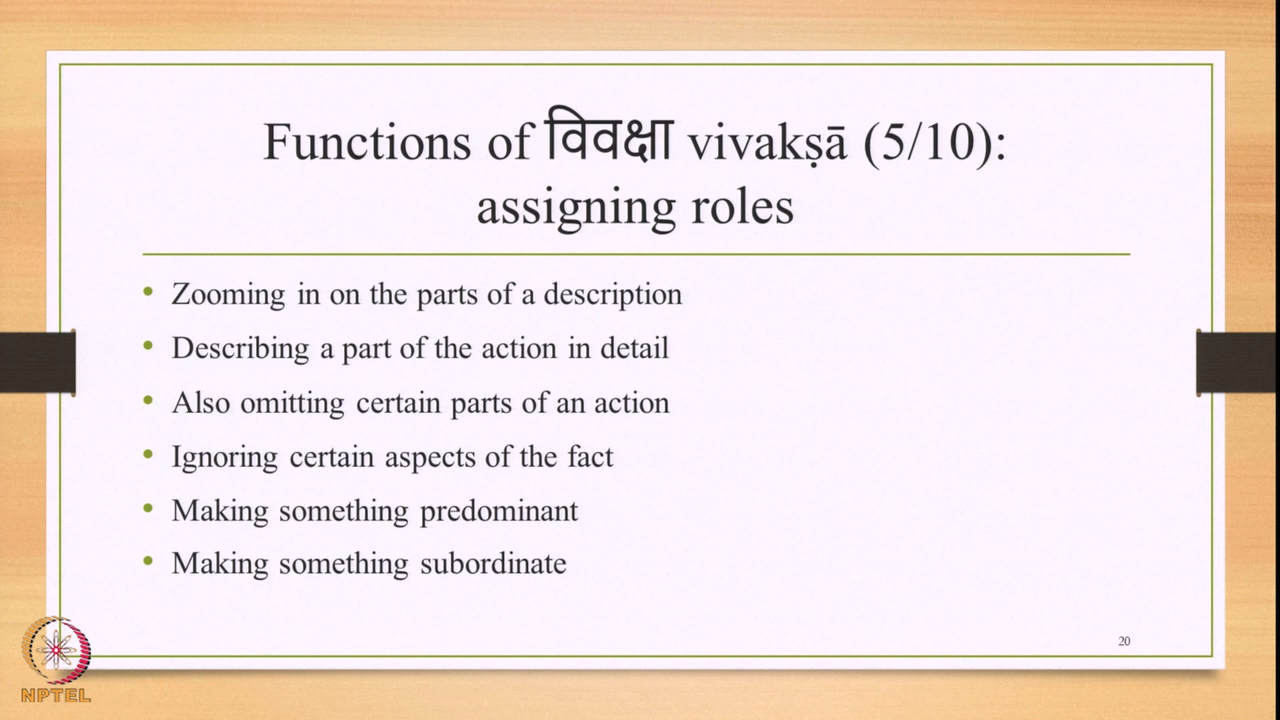 Functions of विवक्षा vivakṣā (5/10):
assigning roles
• Zooming in on the parts of a description
• Describing a part of the action in detail
• Also omitting certain parts of an action
• Ignoring certain aspects of the fact
• Making something predominant
• Making something subordinate
20
NPTEL